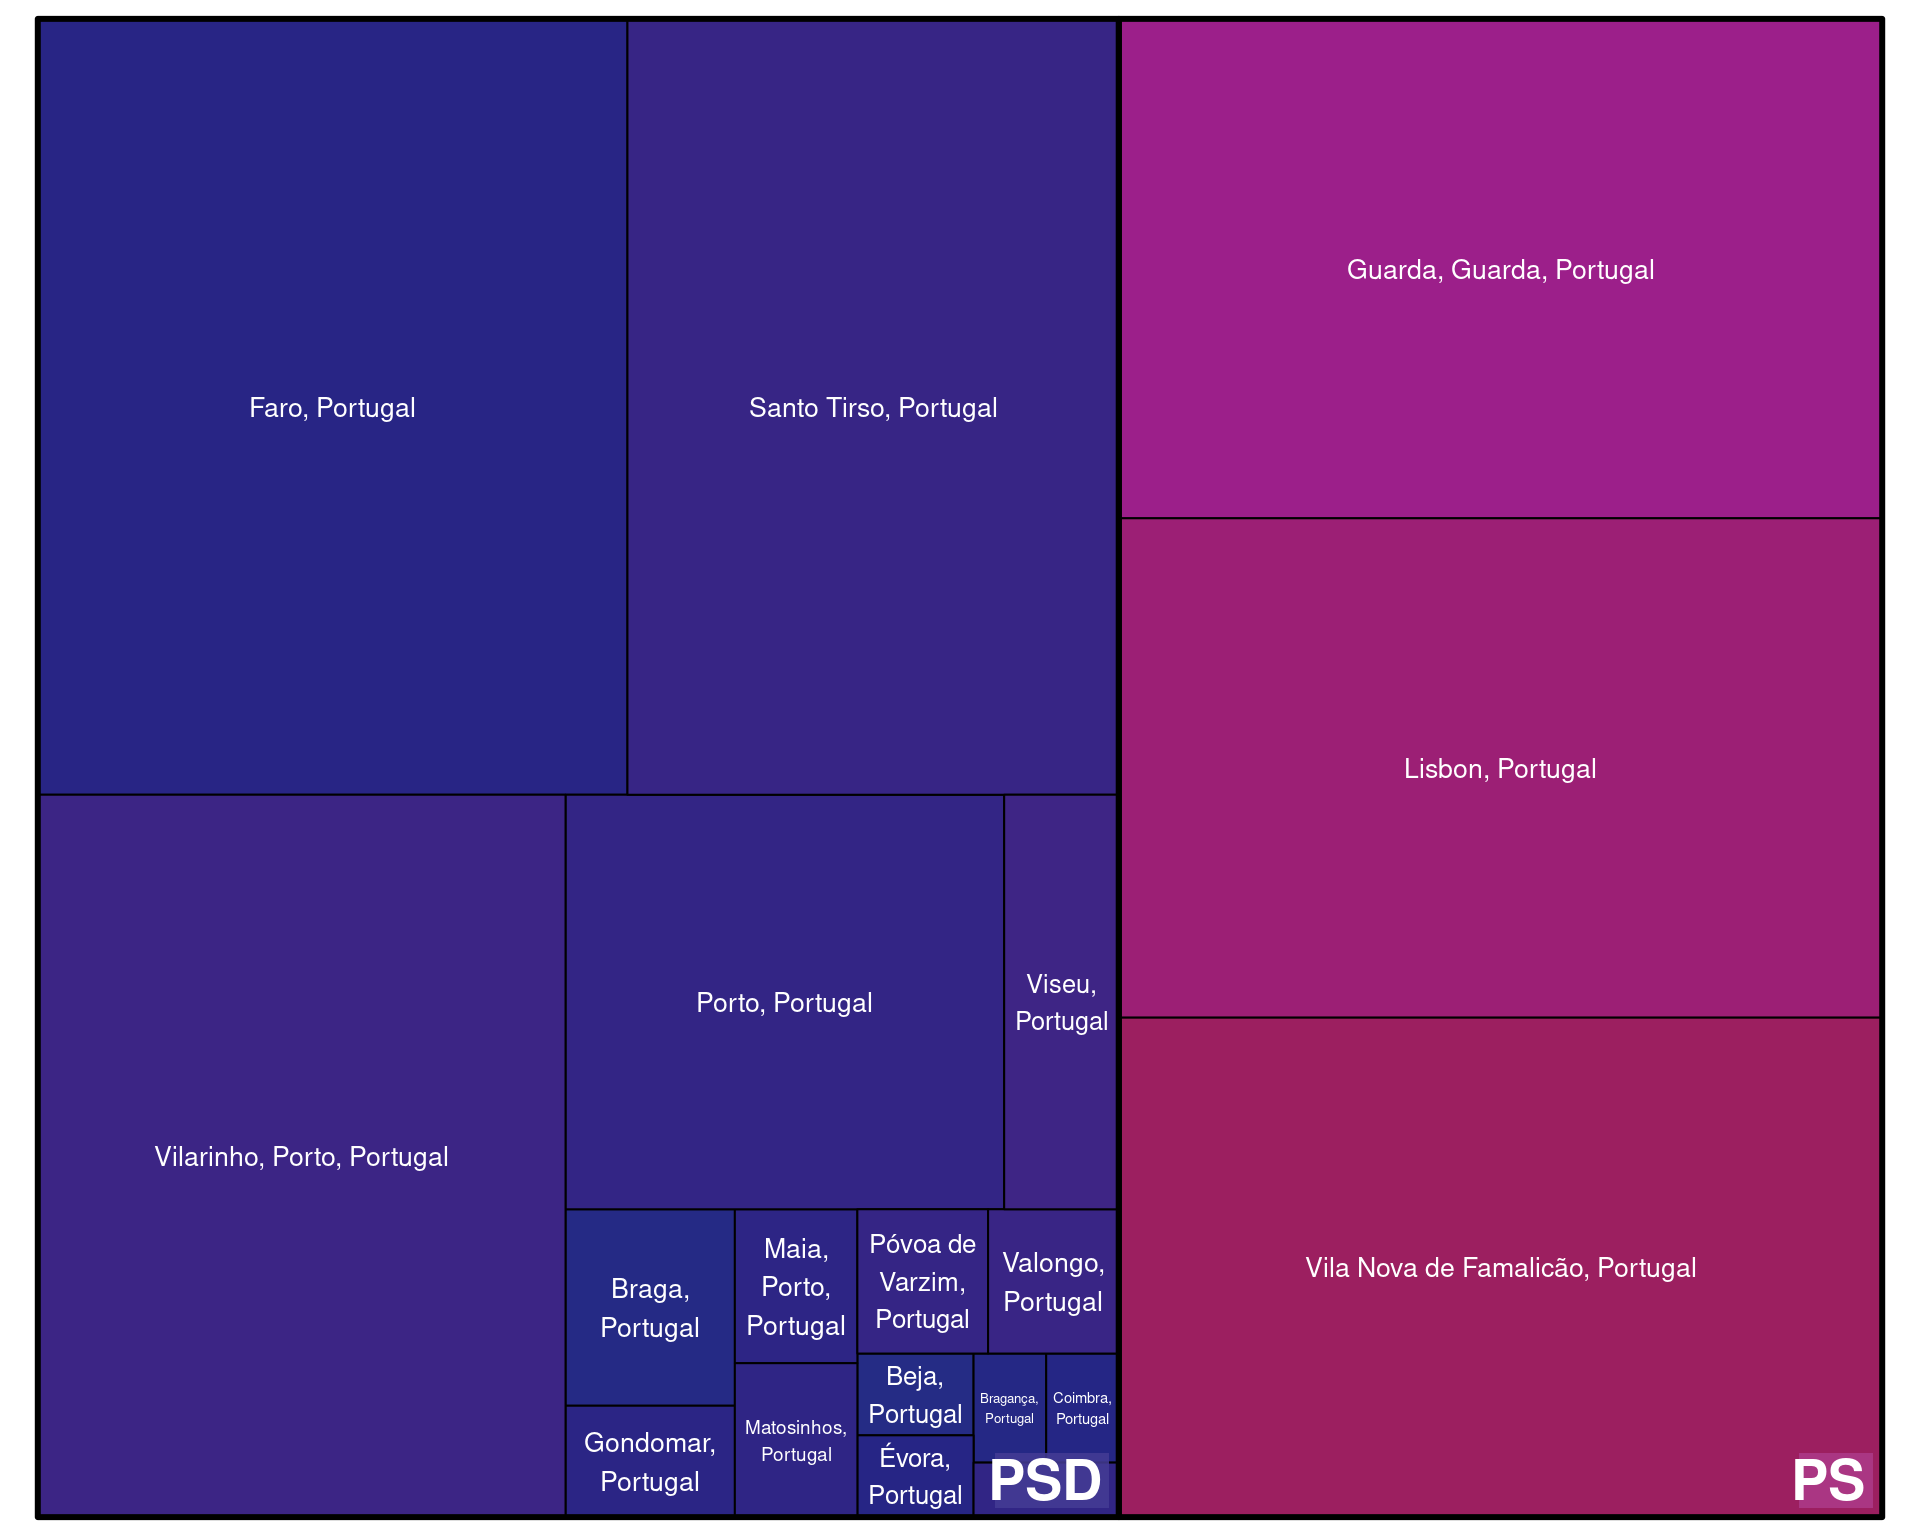 Faro, Portugal
Santo Tirso, Portugal
Guarda, Guarda, Portugal
Lisbon, Portugal
Vila Nova de Famalicão, Portugal
Vilarinho, Porto, Portugal
Porto, Portugal
Viseu,
Portugal
Braga,
Portugal
Gondomar,
Portugal
Maia,
Porto,
Portugal
Matosinhos,
Portugal
Póvoa de
Varzim,
Portugal
Valongo,
Portugal
Beja,
Portugal
Évora,
Portugal
Bragança,
Portugal
Coimbra,
Portugal
PSD
PS